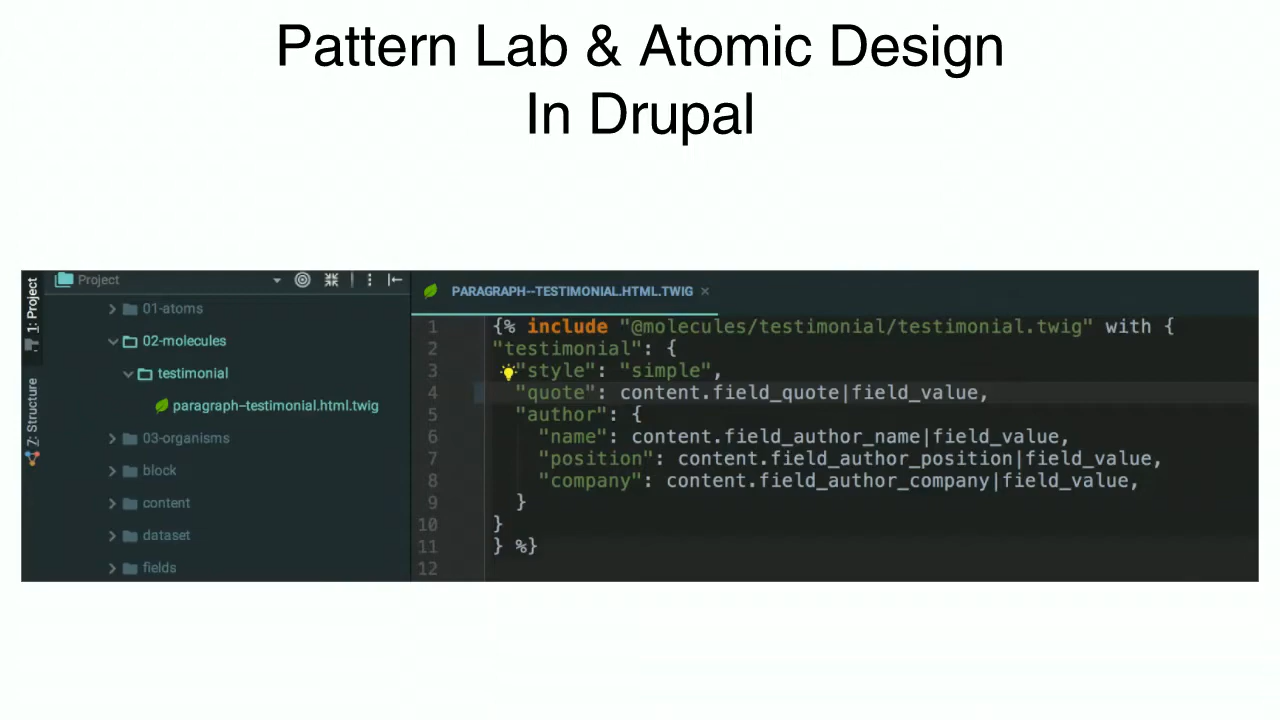 Pattern Lab & Atomic Design
In Drupal
1: Project
7: Structure
Project
01-atoms
02-molecules
testimonial
paragraph--testimonial.html.twig
03-organisms
block
content
dataset
fields
PARAGRAPH--TESTIMONIAL.HTML.TWIG ×
1 {% include "@molecules/testimonial/testimonial.twig" with {
2 "testimonial": {
3 "style": "simple",
4 "quote": content.field_quote|field_value,
5 "author": {
6 "name": content.field_author_name|field_value,
7 "position": content.field_author_position|field_value,
8 "company": content.field_author_company|field_value,
9 }
10 }
11 } %}
12